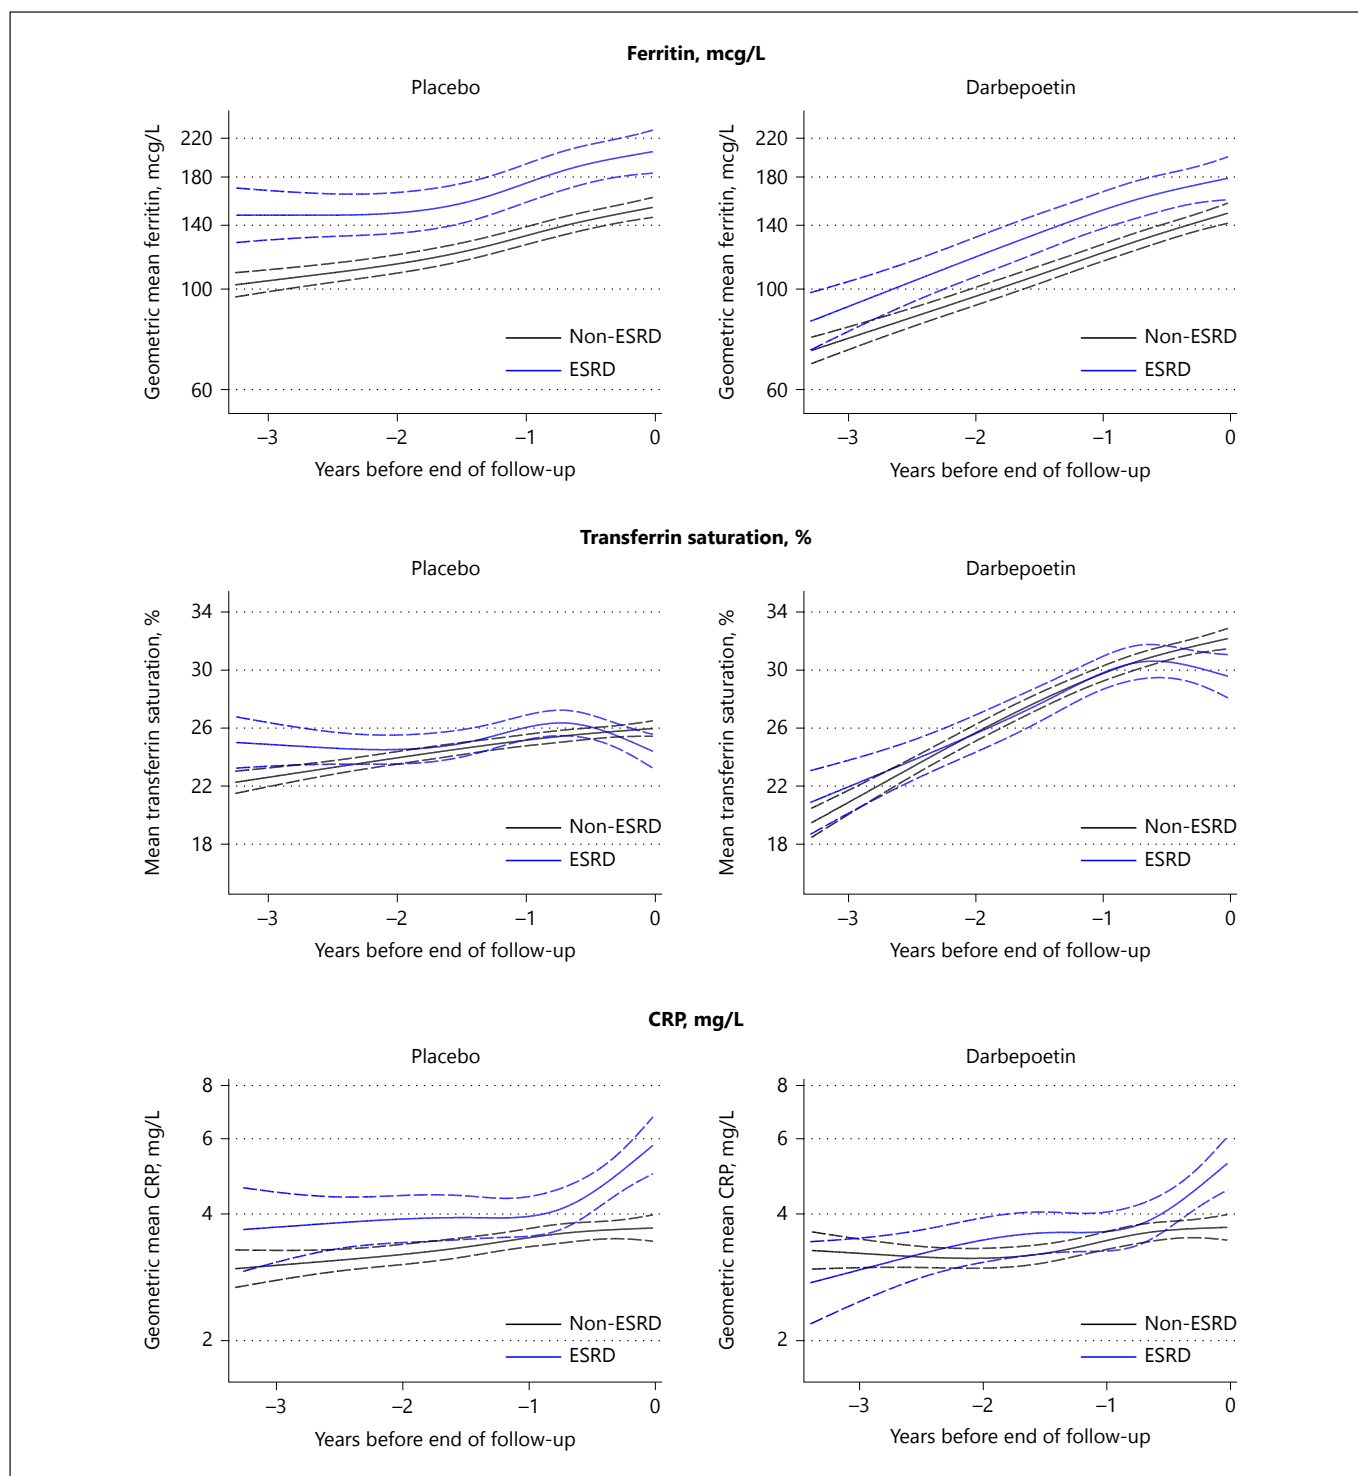 Ferritin, mcg/L
Placebo
Darbepoetin
Geometric mean ferritin, mcg/L
220
180
140
100
60
Non-ESRD
ESRD
–3
–2
–1
0
Years before end of follow-up
Geometric mean ferritin, mcg/L
220
180
140
100
60
Non-ESRD
ESRD
–3
–2
–1
0
Years before end of follow-up
Transferrin saturation, %
Placebo
Darbepoetin
Mean transferrin saturation, %
34
30
26
22
18
Non-ESRD
ESRD
–3
–2
–1
0
Years before end of follow-up
Mean transferrin saturation, %
34
30
26
22
18
Non-ESRD
ESRD
–3
–2
–1
0
Years before end of follow-up
CRP, mg/L
Placebo
Darbepoetin
Geometric mean CRP, mg/L
8
6
4
2
Non-ESRD
ESRD
–3
–2
–1
0
Years before end of follow-up
Geometric mean CRP, mg/L
8
6
4
2
Non-ESRD
ESRD
–3
–2
–1
0
Years before end of follow-up